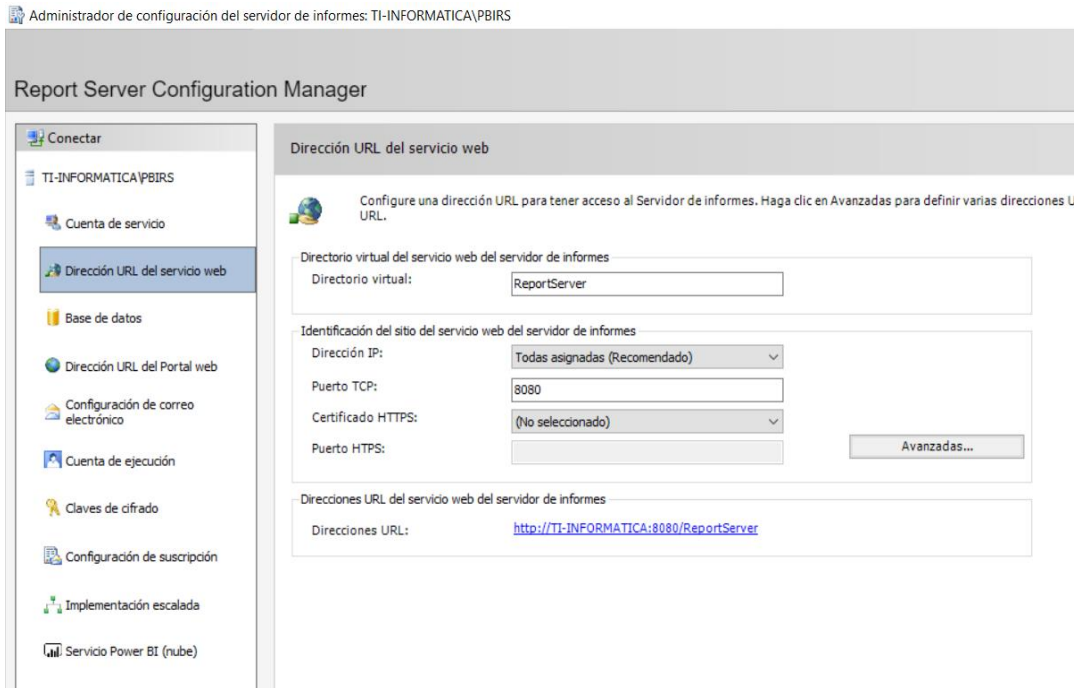 Administrador de configuración del servidor de informes: TI-INFORMATICA\PBIRS
Report Server Configuration Manager
Conectar
TI-INFORMATICA\PBIRS
Cuenta de servicio
Dirección URL del servicio web
Base de datos
Dirección URL del Portal web
Configuración de correo
electrónico
Cuenta de ejecución
Claves de cifrado
Configuración de suscripción
Implementación escalada
Servicio Power BI (nube)
Dirección URL del servicio web
Configure una dirección URL para tener acceso al Servidor de informes. Haga clic en Avanzadas para definir varias direcciones
URL.
Directorio virtual del servicio web del servidor de informes
Directorio virtual: ReportServer
Identificación del sitio del servicio web del servidor de informes
Dirección IP: Todas asignadas (Recomendado)
Puerto TCP: 8080
Certificado HTTPS: (No seleccionado)
Puerto HTPS: Avanzadas...
Direcciones URL del servicio web del servidor de informes
Direcciones URL: http://TI-INFORMATICA:8080/ReportServer